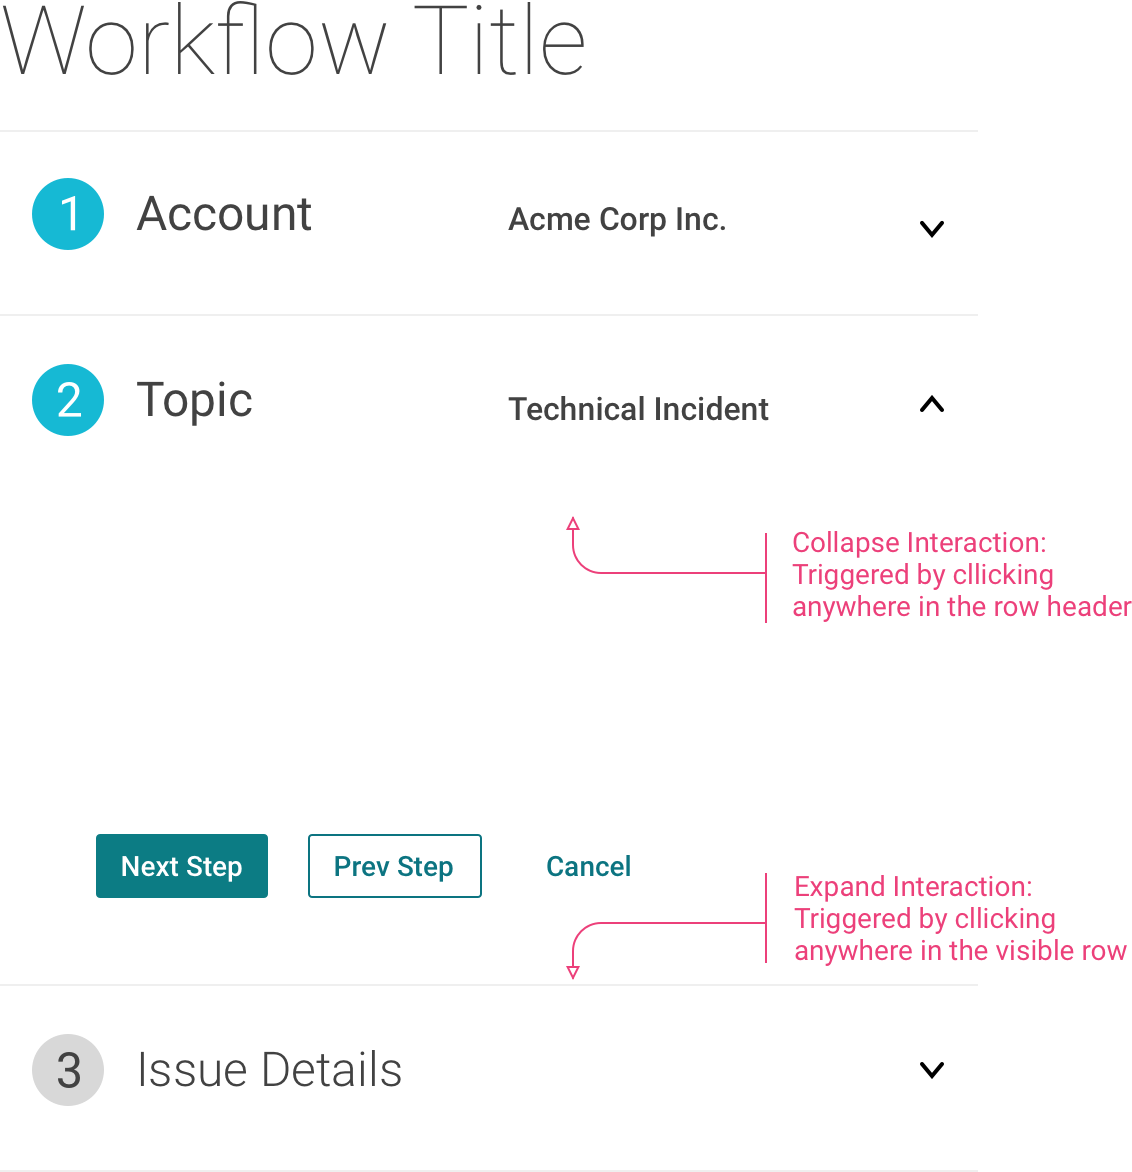 Workflow Title
1 Account Acme Corp Inc.
2 Topic Technical Incident
Collapse Interaction:
Triggered by cllicking
anywhere in the row header
Next Step Prev Step Cancel
Expand Interaction:
Triggered by cllicking
anywhere in the visible row
3 Issue Details